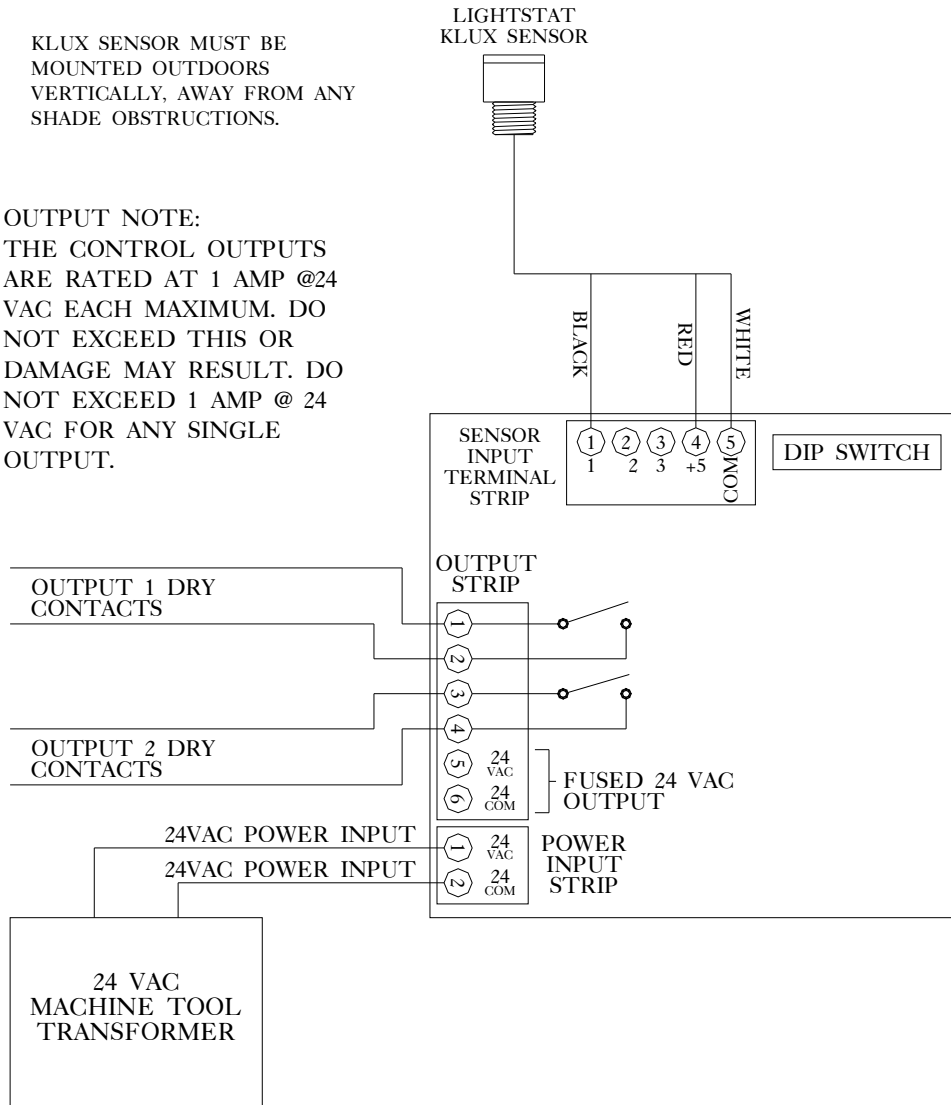 LIGHTSTAT
KLUX SENSOR
KLUX SENSOR MUST BE
MOUNTED OUTDOORS
VERTICALLY, AWAY FROM ANY
SHADE OBSTRUCTIONS.
OUTPUT NOTE:
THE CONTROL OUTPUTS
ARE RATED AT 1 AMP @24
VAC EACH MAXIMUM. DO
NOT EXCEED THIS OR
DAMAGE MAY RESULT. DO
NOT EXCEED 1 AMP @ 24
VAC FOR ANY SINGLE
OUTPUT.
BLACK
RED
WHITE
SENSOR
INPUT
TERMINAL
STRIP
1 2 3 4 5
1 2 3 +5 COM
DIP SWITCH
OUTPUT
STRIP
OUTPUT 1 DRY
CONTACTS
1
2
3
4
OUTPUT 2 DRY
CONTACTS
5 24
VAC
6 24
COM
FUSED 24 VAC
OUTPUT
24VAC POWER INPUT
1 24
VAC
24VAC POWER INPUT
2 24
COM
POWER
INPUT
STRIP
24 VAC
MACHINE TOOL
TRANSFORMER